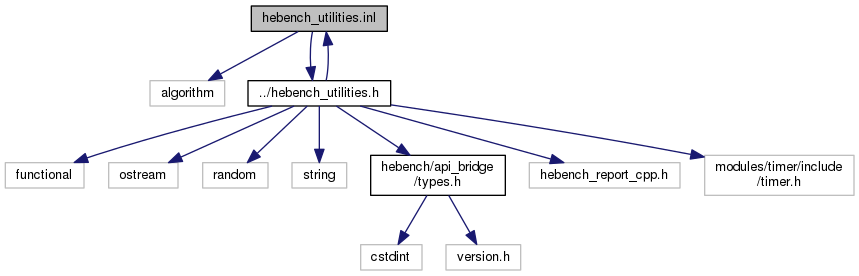 hebench_utilities.inl
algorithm
../hebench_utilities.h
functional
ostream
random
string
hebench/api_bridge
/types.h
hebench_report_cpp.h
modules/timer/include
/timer.h
cstdint
version.h